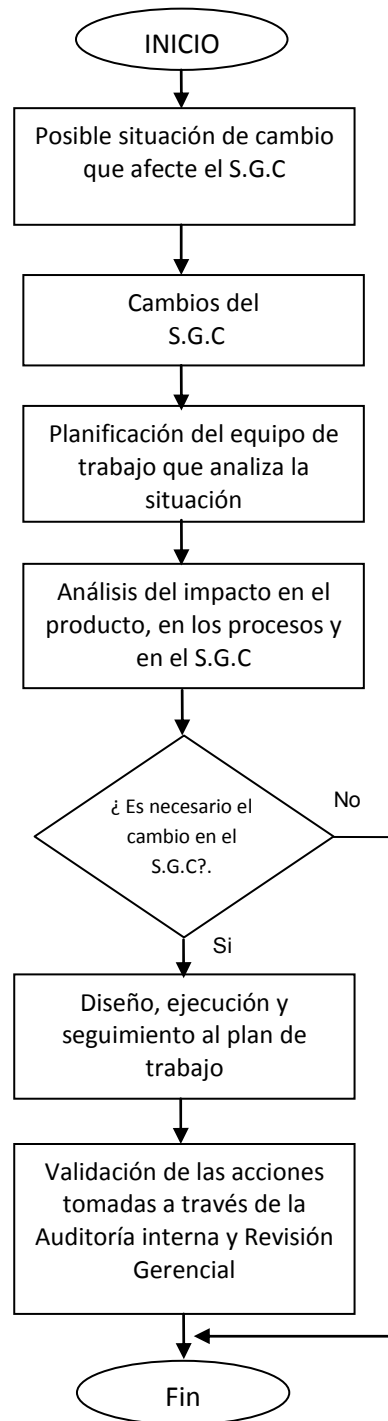 INICIO
Posible situación de cambio
que afecte el S.G.C
Cambios del
S.G.C
Planificación del equipo de
trabajo que analiza la
situación
Análisis del impacto en el
producto, en los procesos y
en el S.G.C
¿ Es necesario el
cambio en el
S.G.C?.
No
Si
Diseño, ejecución y
seguimiento al plan de
trabajo
Validación de las acciones
tomadas a través de la
Auditoría interna y Revisión
Gerencial
Fin